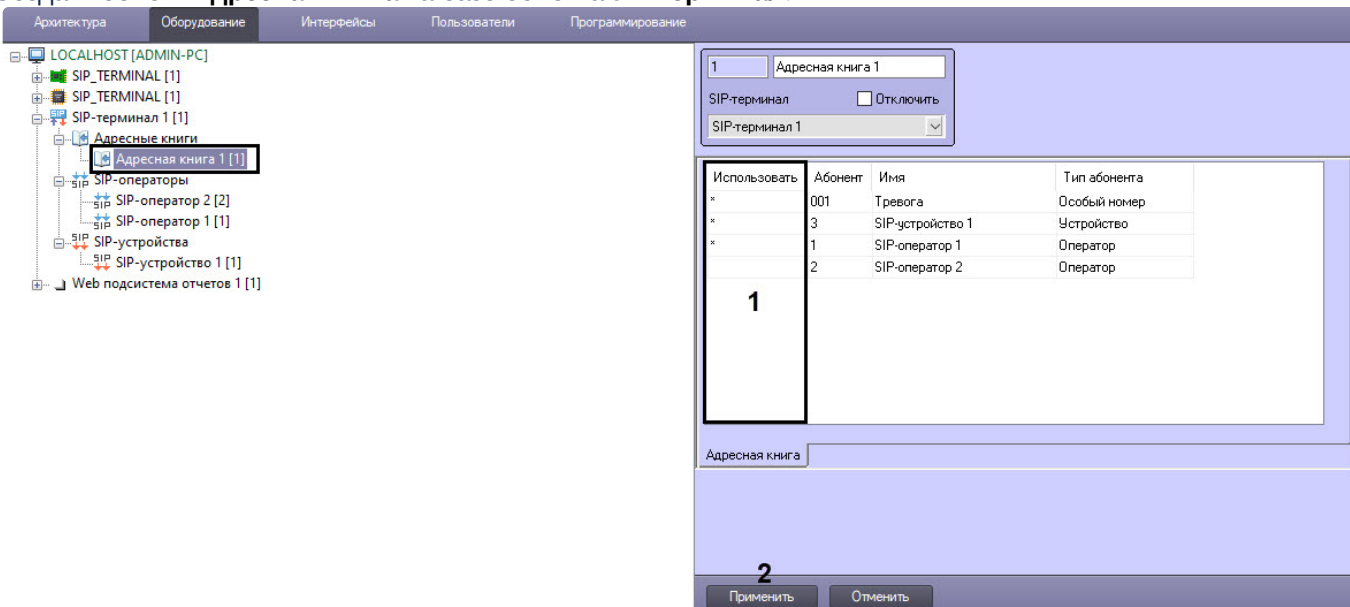 Архитектура Оборудование Интерфейсы Пользователи Программирование
LOCALHOST [ADMIN-PC]
SIP_TERMINAL [1]
SIP_TERMINAL [1]
SIP-терминал 1 [1]
Адресные книги
Адресная книга 1 [1]
SIP-операторы
SIP-оператор 2 [2]
SIP-оператор 1 [1]
SIP-устройства
SIP-устройство 1 [1]
Web подсистема отчетов 1 [1]
1 Адресная книга 1
SIP-терминал Отключить
SIP-терминал 1
Использовать Абонент Имя Тип абонента
* 001 Тревога Особый номер
* 3 SIP-устройство 1 Устройство
* 1 SIP-оператор 1 Оператор
2 SIP-оператор 2 Оператор
1
Адресная книга
2
Применить Отменить